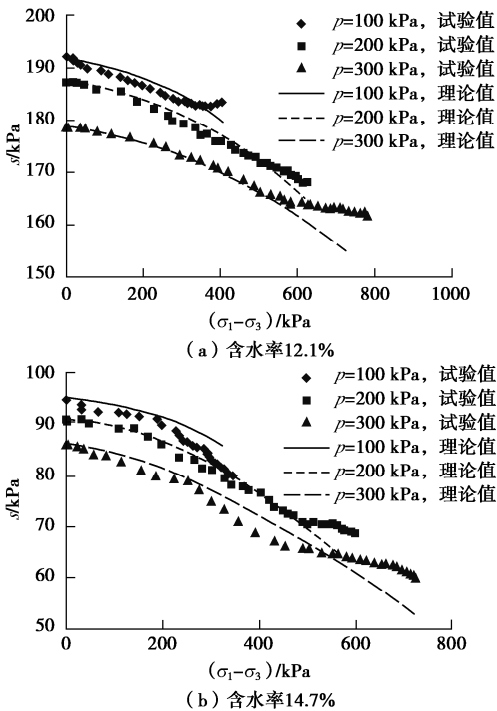 200
190
180
170
160
150
s/kPa
p=100 kPa，试验值
p=200 kPa，试验值
p=300 kPa，试验值
p=100 kPa，理论值
p=200 kPa，理论值
p=300 kPa，理论值
0 200 400 600 800 1000
(σ1−σ3)/kPa
(a) 含水率12.1%
100
90
80
70
60
50
s/kPa
p=100 kPa，试验值
p=200 kPa，试验值
p=300 kPa，试验值
p=100 kPa，理论值
p=200 kPa，理论值
p=300 kPa，理论值
0 200 400 600 800
(σ1−σ3)/kPa
(b) 含水率14.7%